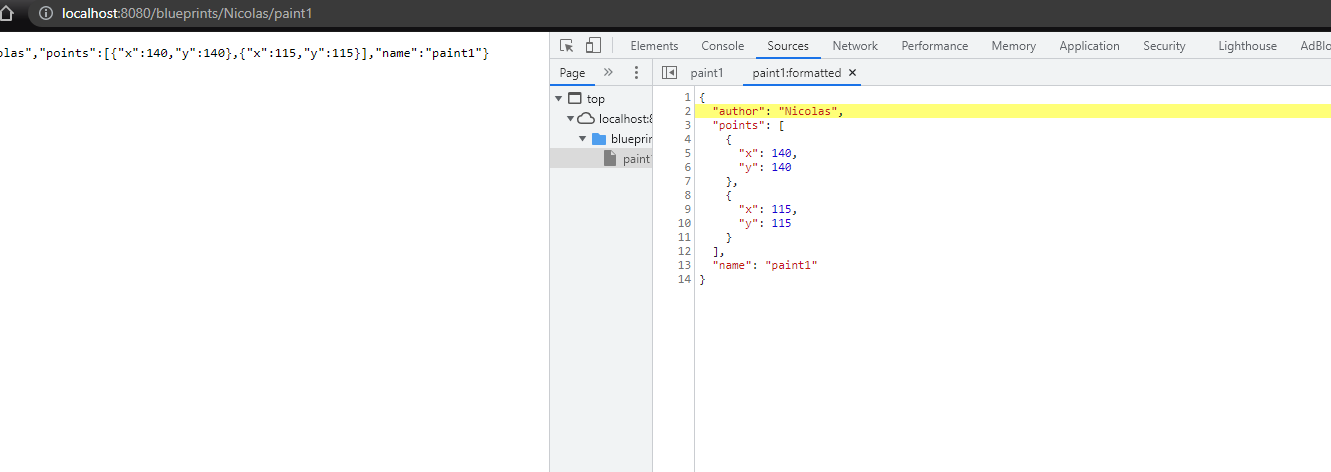 localhost:8080/blueprints/Nicolas/paint1
olas","points":[{"x":140,"y":140},{"x":115,"y":115}],"name":"paint1"}
Elements Console Sources Network Performance Memory Application Security Lighthouse AdBlo
Page » paint1 paint1:formatted ×
top
localhost:8
blueprin
paint1
1 {
2 "author": "Nicolas",
3 "points": [
4 {
5 "x": 140,
6 "y": 140
7 },
8 {
9 "x": 115,
10 "y": 115
11 }
12 ],
13 "name": "paint1"
14 }